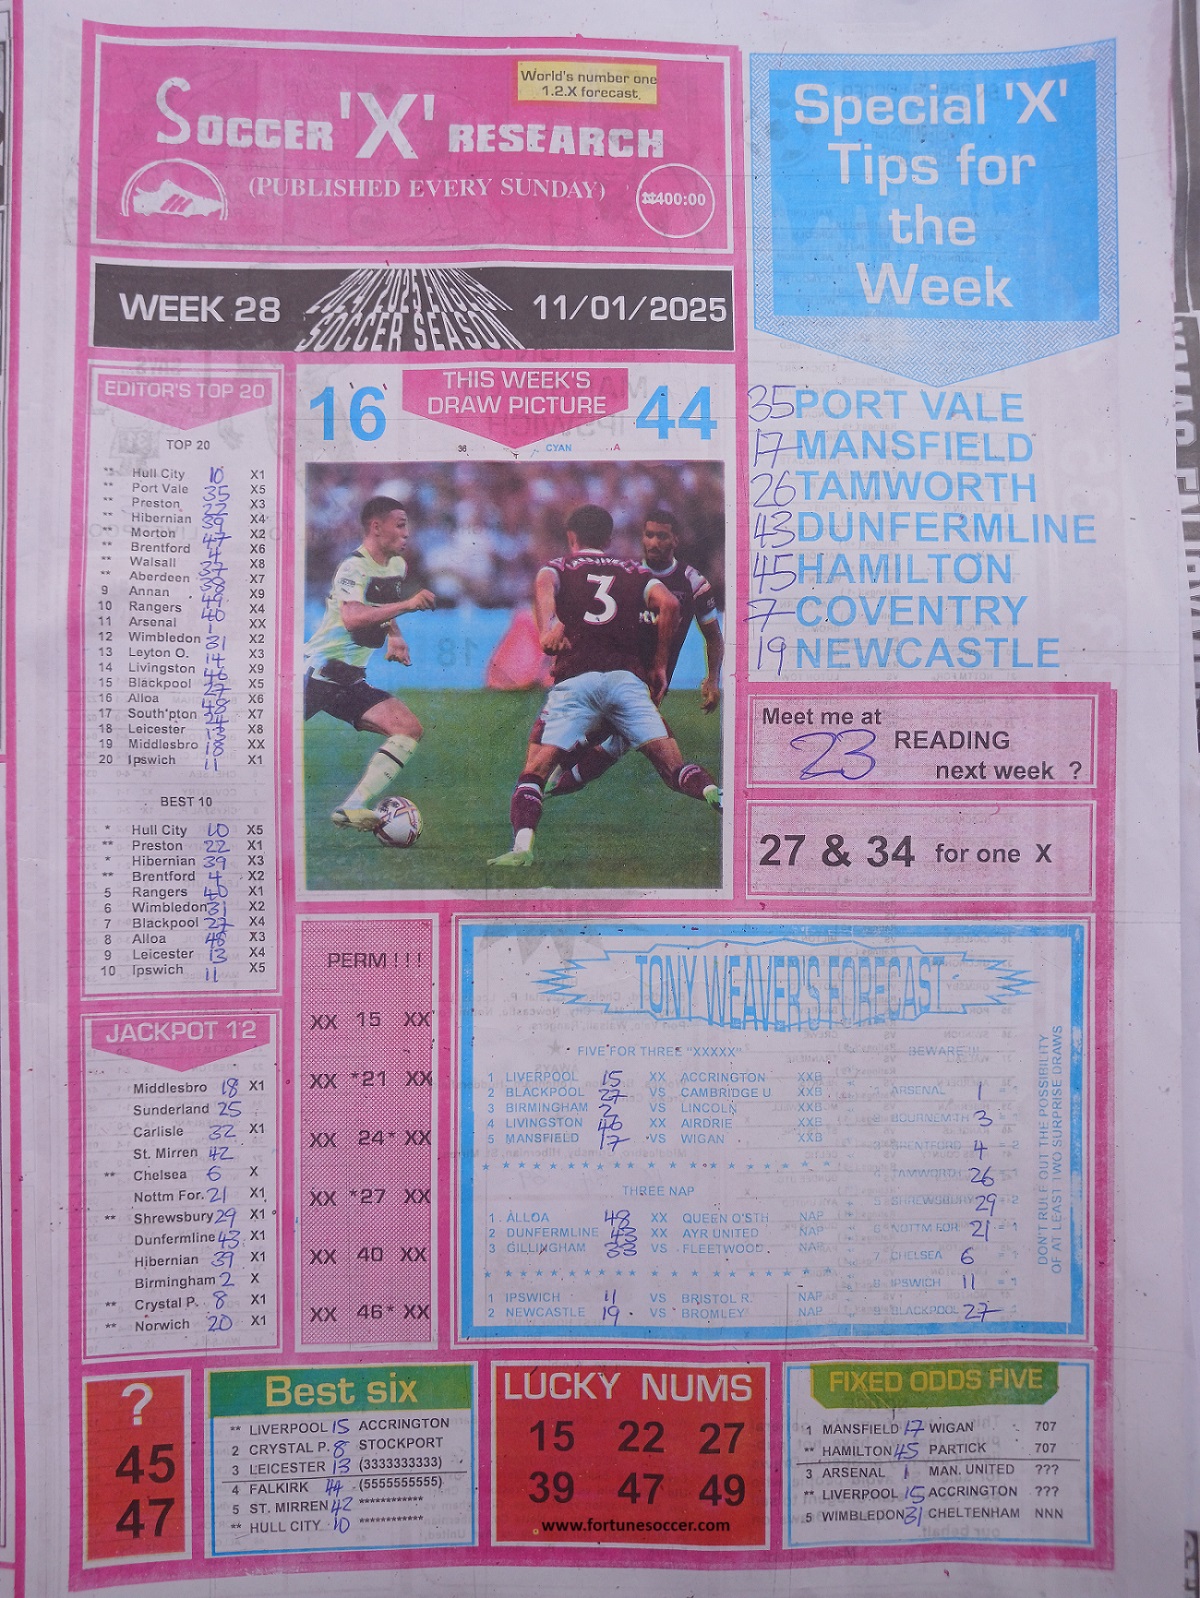 World's number one
1.2.X forecast.
SOCCER 'X' RESEARCH
(PUBLISHED EVERY SUNDAY)
₦400:00
WEEK 28
2024/2025 ENGLISH
SOCCER SEASON
11/01/2025
Special 'X'
Tips for
the
Week
35 PORT VALE
17 MANSFIELD
26 TAMWORTH
43 DUNFERMLINE
45 HAMILTON
7 COVENTRY
19 NEWCASTLE
Meet me at
23 READING
next week ?
27 & 34 for one X
EDITOR'S TOP 20
TOP 20
** Hull City 10 X1
** Port Vale 35 X5
** Preston 22 X3
** Hibernian 39 X4
** Morton 47 X2
** Brentford 4 X6
** Walsall 37 X8
** Aberdeen 38 X7
9 Annan 49 X9
10 Rangers 40 X4
11 Arsenal 1 XX
12 Wimbledon 31 X2
13 Leyton O. 14 X3
14 Livingston 46 X9
15 Blackpool 27 X5
16 Alloa 48 X6
17 South'pton 24 X7
18 Leicester 13 X8
19 Middlesbro 18 XX
20 Ipswich 11 X1
BEST 10
* Hull City 10 X5
** Preston 22 X1
* Hibernian 39 X3
** Brentford 4 X2
5 Rangers 40 X1
6 Wimbledon 31 X2
7 Blackpool 27 X4
8 Alloa 48 X3
9 Leicester 13 X4
10 Ipswich 11 X5
16
THIS WEEK'S
DRAW PICTURE
44
36 CYAN A
3
JACKPOT 12
Middlesbro 18 X1
Sunderland 25
Carlisle 32 X1
St. Mirren 42
** Chelsea 6 X
Nottm For. 21 X1
** Shrewsbury 29 X1
Dunfermline 43 X1
Hibernian 39 X1
Birmingham 2 X
** Crystal P. 8 X1
** Norwich 20 X1
PERM ! ! !
XX 15 XX
XX *21 XX
XX 24* XX
XX *27 XX
XX 40 XX
XX 46* XX
TONY WEAVER'S FORECAST
FIVE FOR THREE "XXXXX"
1 LIVERPOOL 15 XX ACCRINGTON XXB
2 BLACKPOOL 27 VS CAMBRIDGE U XXB
3 BIRMINGHAM 2 VS LINCOLN XXB
4 LIVINGSTON 46 XX AIRDRIE XXB
5 MANSFIELD 17 VS WIGAN XXB
THREE NAP
1. ALLOA 48 XX QUEEN O'STH NAP
2 DUNFERMLINE 43 XX AYR UNITED NAP
3 GILLINGHAM 33 VS FLEETWOOD NAP
1 IPSWICH 11 VS BRISTOL R. NAP
2 NEWCASTLE 19 VS BROMLEY NAP
BEWARE !!!
ARSENAL 1
BOURNEMTH 3
BRENTFORD 4
TAMWORTH 26
SHREWSBURY 29
6 NOTTM FOR 21
7 CHELSEA 6
8 IPSWICH 11
9 BLACKPOOL 27
DON'T RULE OUT THE POSSIBILITY
OF AT LEAST TWO SURPRISE DRAWS
?
45
47
Best six
** LIVERPOOL 15 ACCRINGTON
2 CRYSTAL P. 8 STOCKPORT
3 LEICESTER 13 (3333333333)
4 FALKIRK 44 (5555555555)
5 ST. MIRREN 42 ************
** HULL CITY 10 ************
LUCKY NUMS
15 22 27
39 47 49
www.fortunesoccer.com
FIXED ODDS FIVE
1 MANSFIELD 17 WIGAN 707
** HAMILTON 45 PARTICK 707
3 ARSENAL 1 MAN. UNITED ???
** LIVERPOOL 15 ACCRINGTON ???
5 WIMBLEDON 31 CHELTENHAM NNN